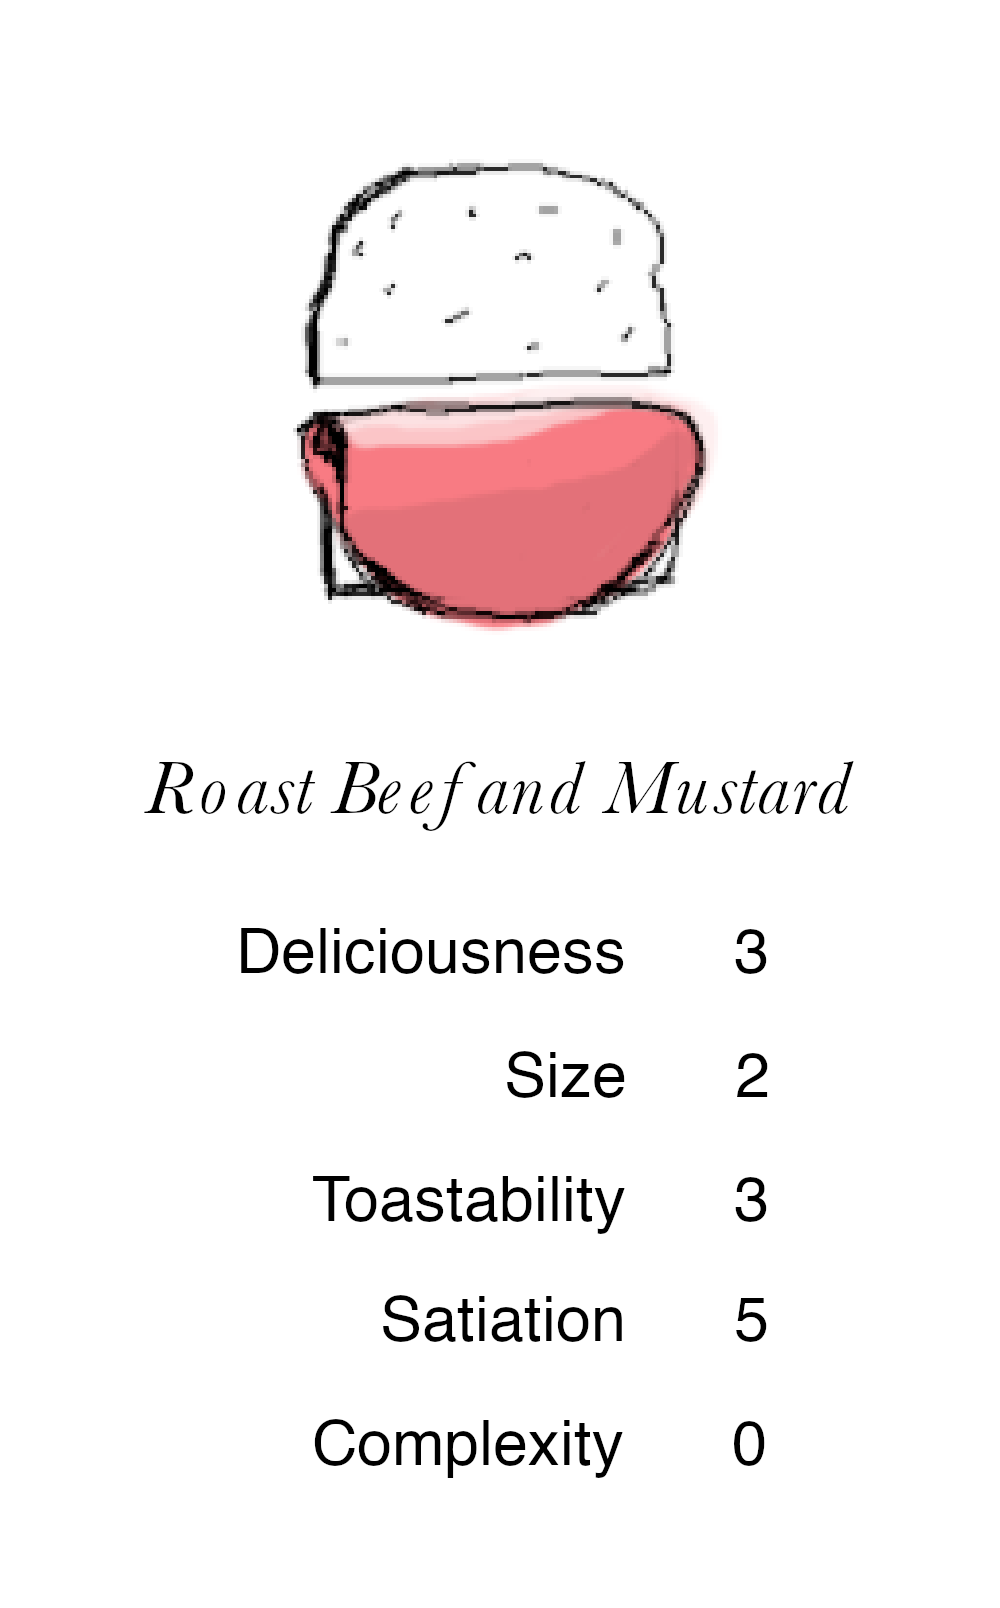 Roast Beef and Mustard
Deliciousness 3
Size 2
Toastability 3
Satiation 5
Complexity 0